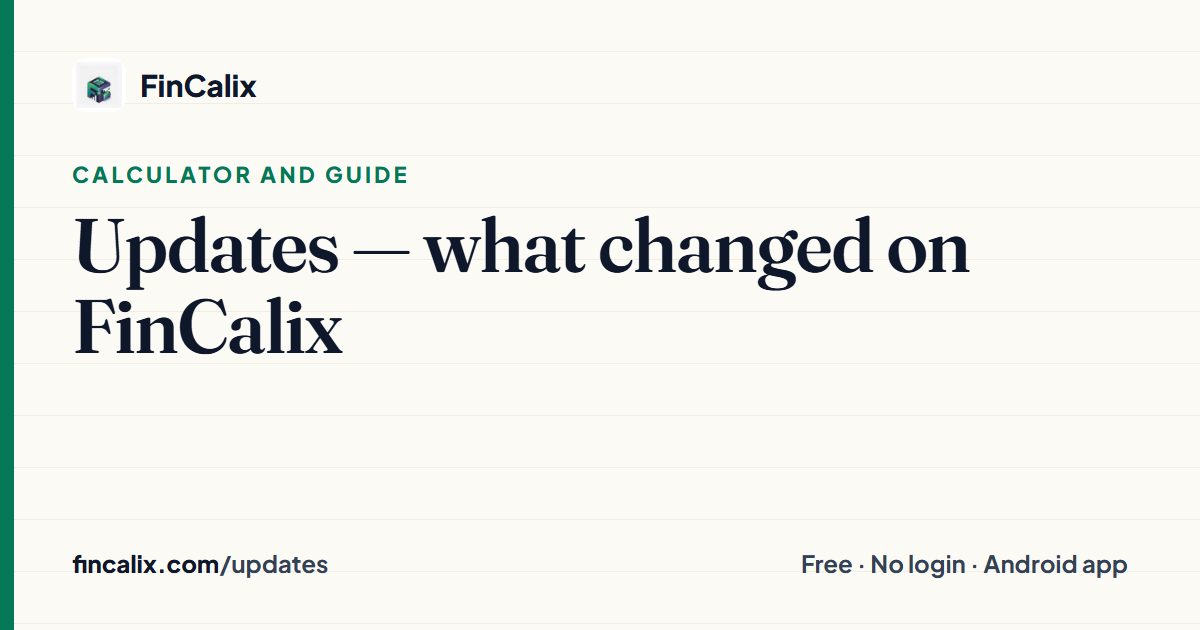 FinCalix
CALCULATOR AND GUIDE
Updates — what changed on
FinCalix
fincalix.com/updates
Free · No login · Android app